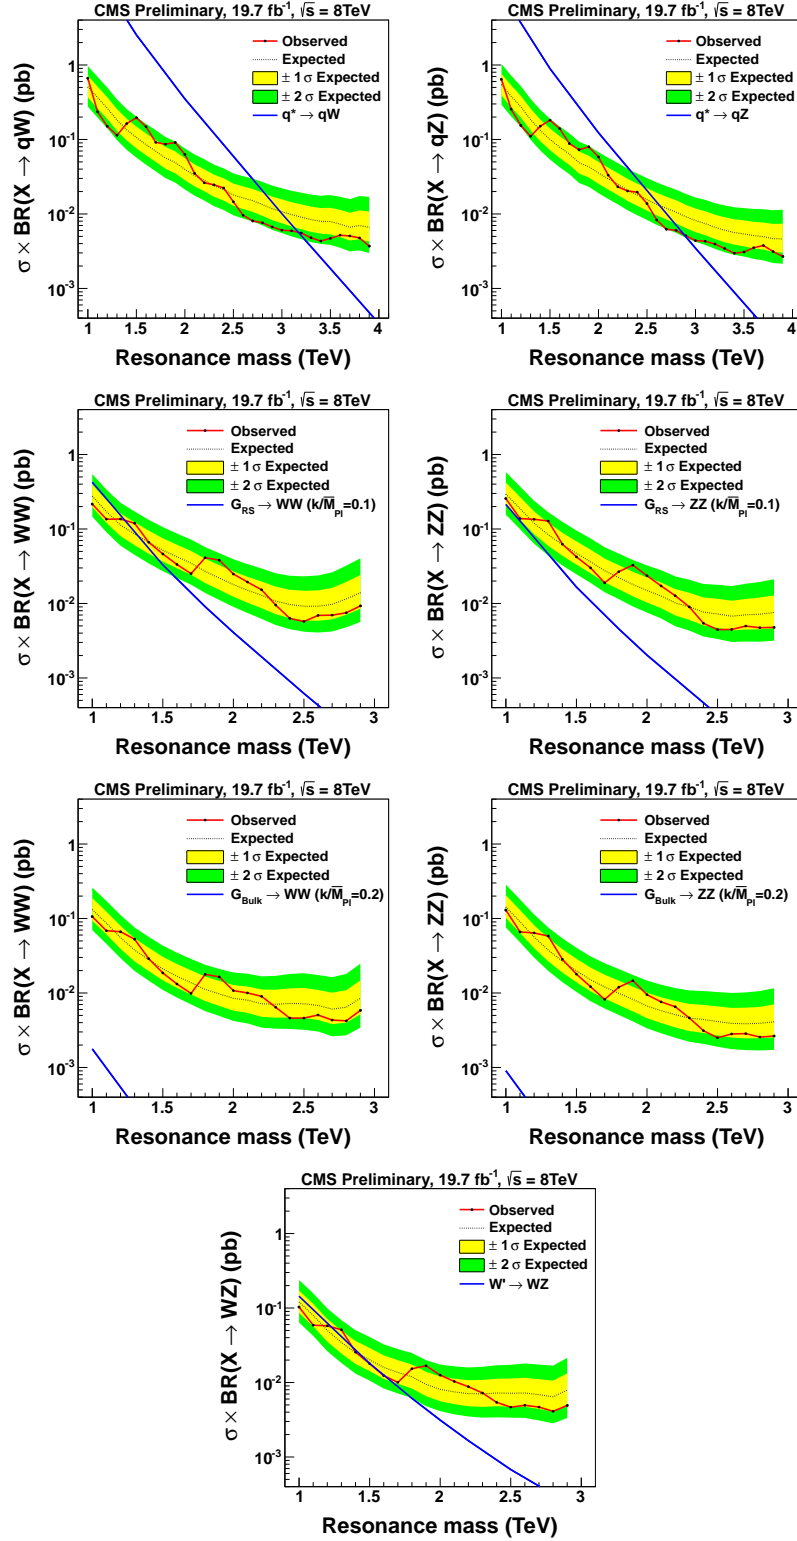 CMS Preliminary, 19.7 fb⁻¹, √s = 8TeV
σ × BR(X → qW) (pb)
Observed
Expected
± 1 σ Expected
± 2 σ Expected
q* → qW
1
10⁻¹
10⁻²
10⁻³
1 1.5 2 2.5 3 3.5 4
Resonance mass (TeV)
CMS Preliminary, 19.7 fb⁻¹, √s = 8TeV
σ × BR(X → qZ) (pb)
Observed
Expected
± 1 σ Expected
± 2 σ Expected
q* → qZ
1
10⁻¹
10⁻²
10⁻³
1 1.5 2 2.5 3 3.5 4
Resonance mass (TeV)
CMS Preliminary, 19.7 fb⁻¹, √s = 8TeV
σ × BR(X → WW) (pb)
Observed
Expected
± 1 σ Expected
± 2 σ Expected
G_RS → WW (k/M̅_Pl=0.1)
1
10⁻¹
10⁻²
10⁻³
1 1.5 2 2.5 3
Resonance mass (TeV)
CMS Preliminary, 19.7 fb⁻¹, √s = 8TeV
σ × BR(X → ZZ) (pb)
Observed
Expected
± 1 σ Expected
± 2 σ Expected
G_RS → ZZ (k/M̅_Pl=0.1)
1
10⁻¹
10⁻²
10⁻³
1 1.5 2 2.5 3
Resonance mass (TeV)
CMS Preliminary, 19.7 fb⁻¹, √s = 8TeV
σ × BR(X → WW) (pb)
Observed
Expected
± 1 σ Expected
± 2 σ Expected
G_Bulk → WW (k/M̅_Pl=0.2)
1
10⁻¹
10⁻²
10⁻³
1 1.5 2 2.5 3
Resonance mass (TeV)
CMS Preliminary, 19.7 fb⁻¹, √s = 8TeV
σ × BR(X → ZZ) (pb)
Observed
Expected
± 1 σ Expected
± 2 σ Expected
G_Bulk → ZZ (k/M̅_Pl=0.2)
1
10⁻¹
10⁻²
10⁻³
1 1.5 2 2.5 3
Resonance mass (TeV)
CMS Preliminary, 19.7 fb⁻¹, √s = 8TeV
σ × BR(X → WZ) (pb)
Observed
Expected
± 1 σ Expected
± 2 σ Expected
W' → WZ
1
10⁻¹
10⁻²
10⁻³
1 1.5 2 2.5 3
Resonance mass (TeV)